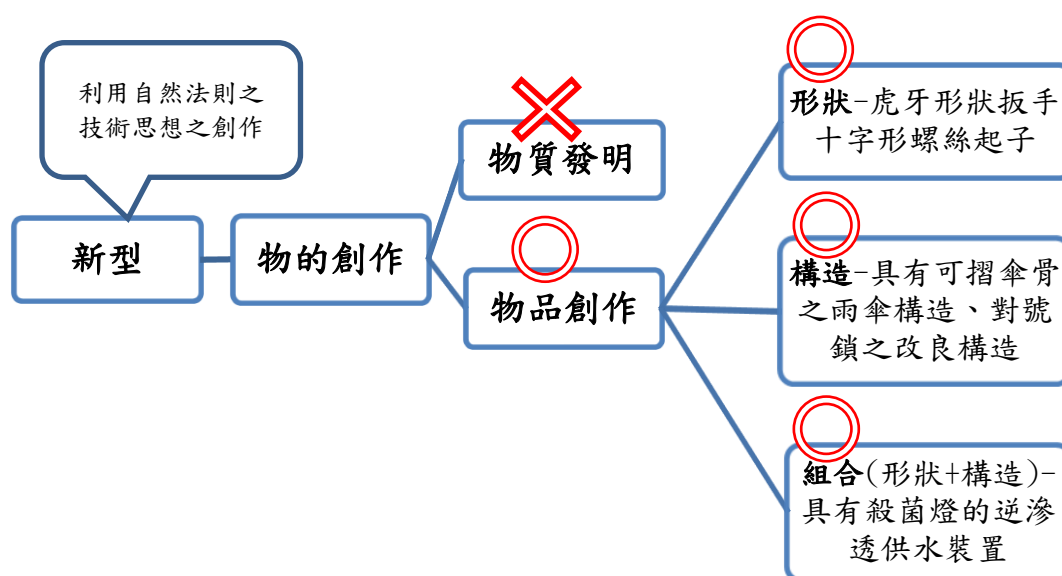 利用自然法則之
技術思想之創作
新型
物的創作
物質發明
物品創作
形狀-虎牙形狀扳手
十字形螺絲起子
構造-具有可摺傘骨
之雨傘構造、對號
鎖之改良構造
組合(形狀+構造)-
具有殺菌燈的逆滲
透供水裝置